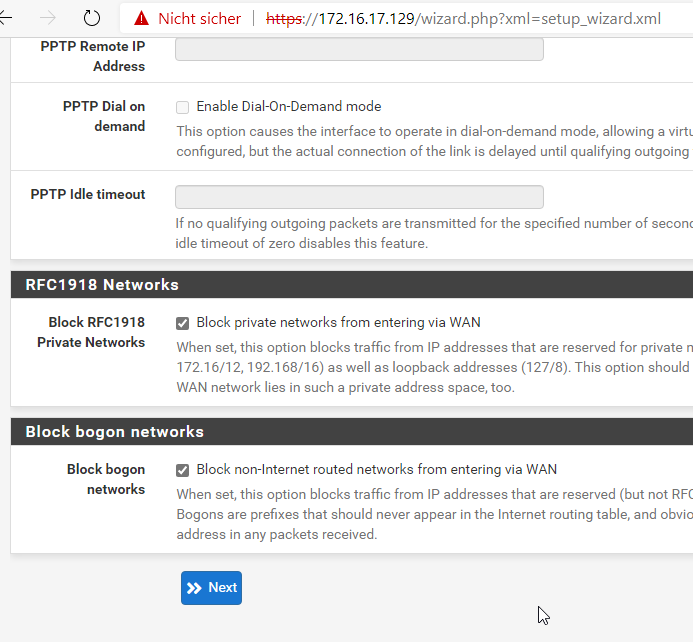 Nicht sicher | https://172.16.17.129/wizard.php?xml=setup_wizard.xml
PPTP Remote IP
Address
PPTP Dial on
demand
Enable Dial-On-Demand mode
This option causes the interface to operate in dial-on-demand mode, allowing a virtu
configured, but the actual connection of the link is delayed until qualifying outgoing
PPTP Idle timeout
If no qualifying outgoing packets are transmitted for the specified number of secon
idle timeout of zero disables this feature.
RFC1918 Networks
Block RFC1918
Private Networks
Block private networks from entering via WAN
When set, this option blocks traffic from IP addresses that are reserved for private n
172.16/12, 192.168/16) as well as loopback addresses (127/8). This option should
WAN network lies in such a private address space, too.
Block bogon networks
Block bogon
networks
Block non-Internet routed networks from entering via WAN
When set, this option blocks traffic from IP addresses that are reserved (but not RFC
Bogons are prefixes that should never appear in the Internet routing table, and obvio
address in any packets received.
Next